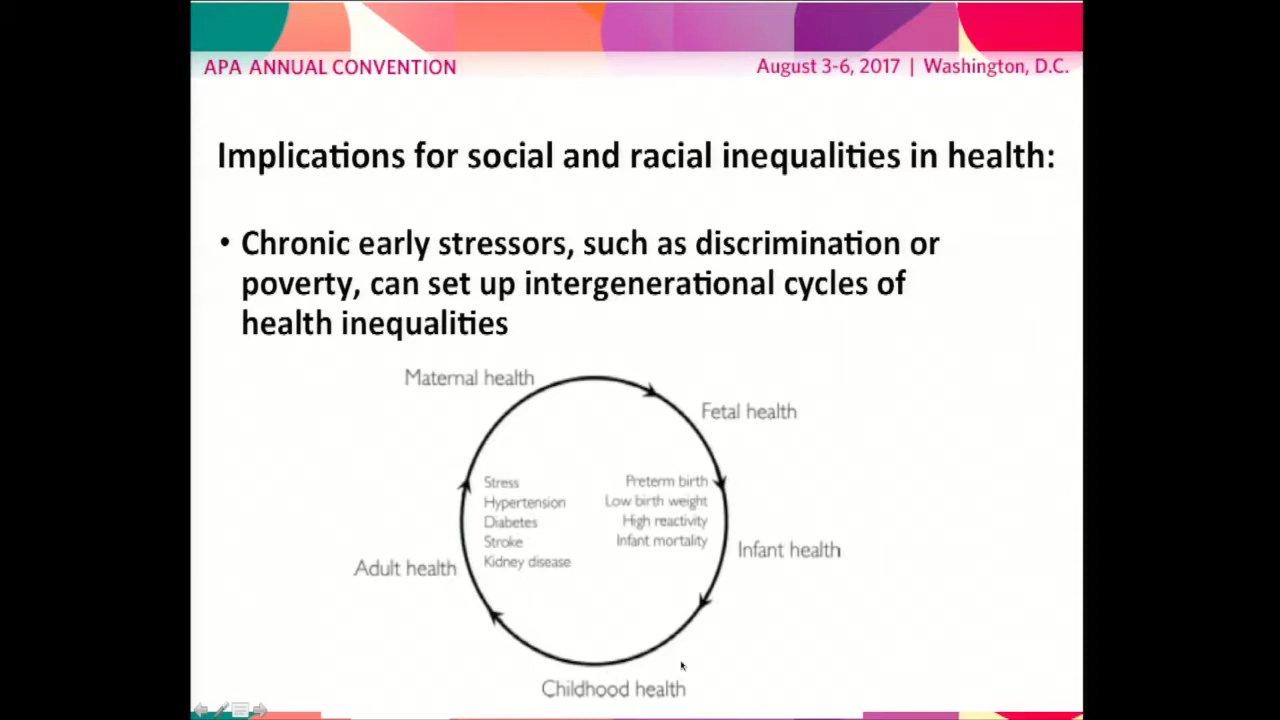 APA ANNUAL CONVENTION
August 3-6, 2017 | Washington, D.C.
Implications for social and racial inequalities in health:
• Chronic early stressors, such as discrimination or
poverty, can set up intergenerational cycles of
health inequalities
Maternal health
Fetal health
Stress
Hypertension
Diabetes
Stroke
Kidney disease
Preterm birth
Low birth weight
High reactivity
Infant mortality
Infant health
Adult health
Childhood health